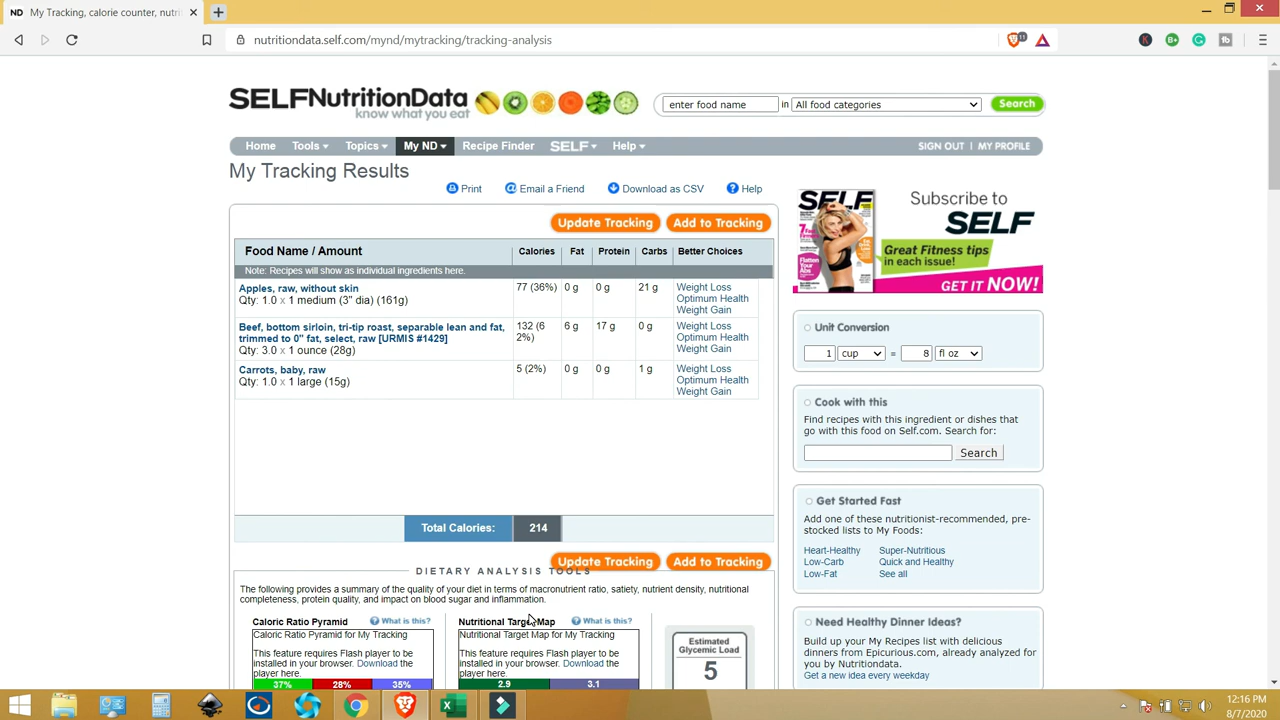 ND My Tracking, calorie counter, nutri
nutritiondata.self.com/mynd/mytracking/tracking-analysis
11
SELFNutritionData
know what you eat
enter food name in All food categories Search
Home Tools Topics My ND Recipe Finder SELF Help SIGN OUT | MY PROFILE
My Tracking Results
Print Email a Friend Download as CSV Help
Update Tracking Add to Tracking
Food Name / Amount Calories Fat Protein Carbs Better Choices
Note: Recipes will show as individual ingredients here.
Apples, raw, without skin 77 (36%) 0 g 0 g 21 g Weight Loss
Qty: 1.0 x 1 medium (3" dia) (161g) Optimum Health
Weight Gain
Beef, bottom sirloin, tri-tip roast, separable lean and fat, 132 (6 6 g 17 g 0 g Weight Loss
trimmed to 0" fat, select, raw [URMIS #1429] 2%) Optimum Health
Qty: 3.0 x 1 ounce (28g) Weight Gain
Carrots, baby, raw 5 (2%) 0 g 0 g 1 g Weight Loss
Qty: 1.0 x 1 large (15g) Optimum Health
Weight Gain
Total Calories: 214
Update Tracking Add to Tracking
DIETARY ANALYSIS TOOLS
The following provides a summary of the quality of your diet in terms of macronutrient ratio, satiety, nutrient density, nutritional
completeness, protein quality, and impact on blood sugar and inflammation.
Caloric Ratio Pyramid What is this?
Caloric Ratio Pyramid for My Tracking
This feature requires Flash player to be
installed in your browser. Download the
player here.
37% 28% 35%
Nutritional Target Map What is this?
Nutritional Target Map for My Tracking
This feature requires Flash player to be
installed in your browser. Download the
player here.
2.9 3.1
Estimated
Glycemic Load
5
SELF
Subscribe to
SELF
Great Fitness tips
in each issue!
GET IT NOW!
Unit Conversion
1 cup = 8 fl oz
Cook with this
Find recipes with this ingredient or dishes that
go with this food on Self.com. Search for:
Search
Get Started Fast
Add one of these nutritionist-recommended, pre-
stocked lists to My Foods:
Heart-Healthy Super-Nutritious
Low-Carb Quick and Healthy
Low-Fat See all
Need Healthy Dinner Ideas?
Build up your My Recipes list with delicious
dinners from Epicurious.com, already analyzed for
you by Nutritiondata.
Get a new idea every weekday
12:16 PM
8/7/2020